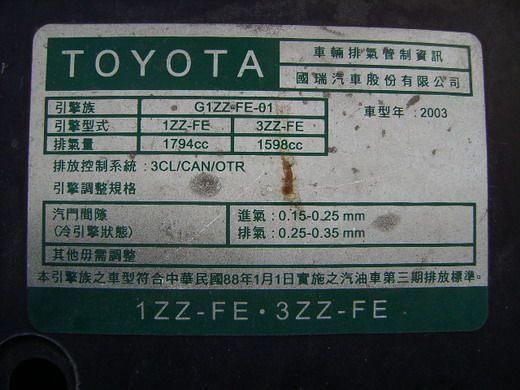 TOYOTA
車輛排氣管制資訊
國瑞汽車股份有限公司
引擎族 G1ZZ-FE-01 車型年：2003
引擎型式 1ZZ-FE 3ZZ-FE
排氣量 1794cc 1598cc
排放控制系統：3CL/CAN/OTR
引擎調整規格
汽門間隙 進氣：0.15-0.25 mm
(冷引擎狀態) 排氣：0.25-0.35 mm
其他毋需調整
本引擎族之車型符合中華民國88年1月1日實施之汽油車第三期排放標準。
1ZZ-FE・3ZZ-FE